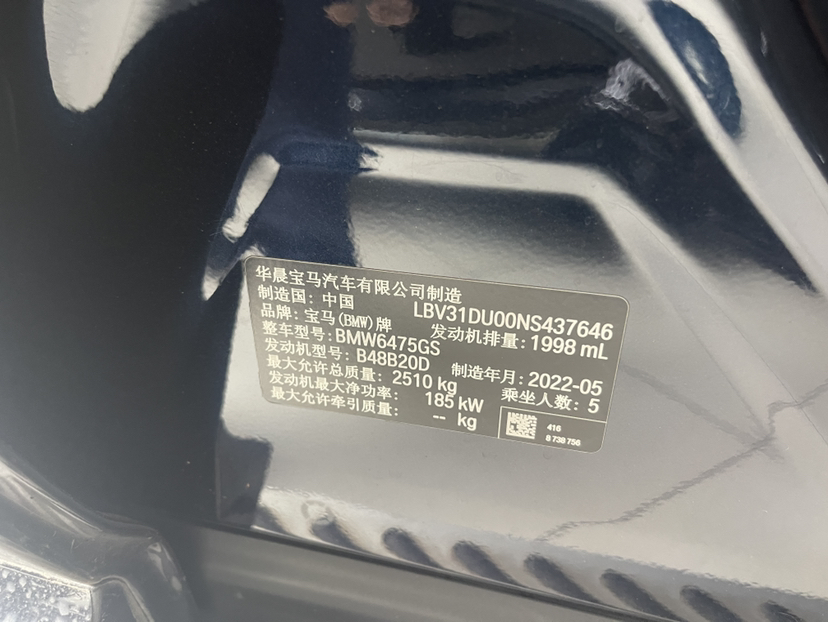 华晨宝马汽车有限公司制造
制造国: 中国 LBV31DU00NS437646
品牌: 宝马(BMW)牌 发动机排量: 1998 mL
整车型号: BMW6475GS
发动机型号: B48B20D 制造年月: 2022-05
最大允许总质量: 2510 kg 乘坐人数: 5
发动机最大净功率: 185 kW
最大允许牵引质量: -- kg
416
8 738 756